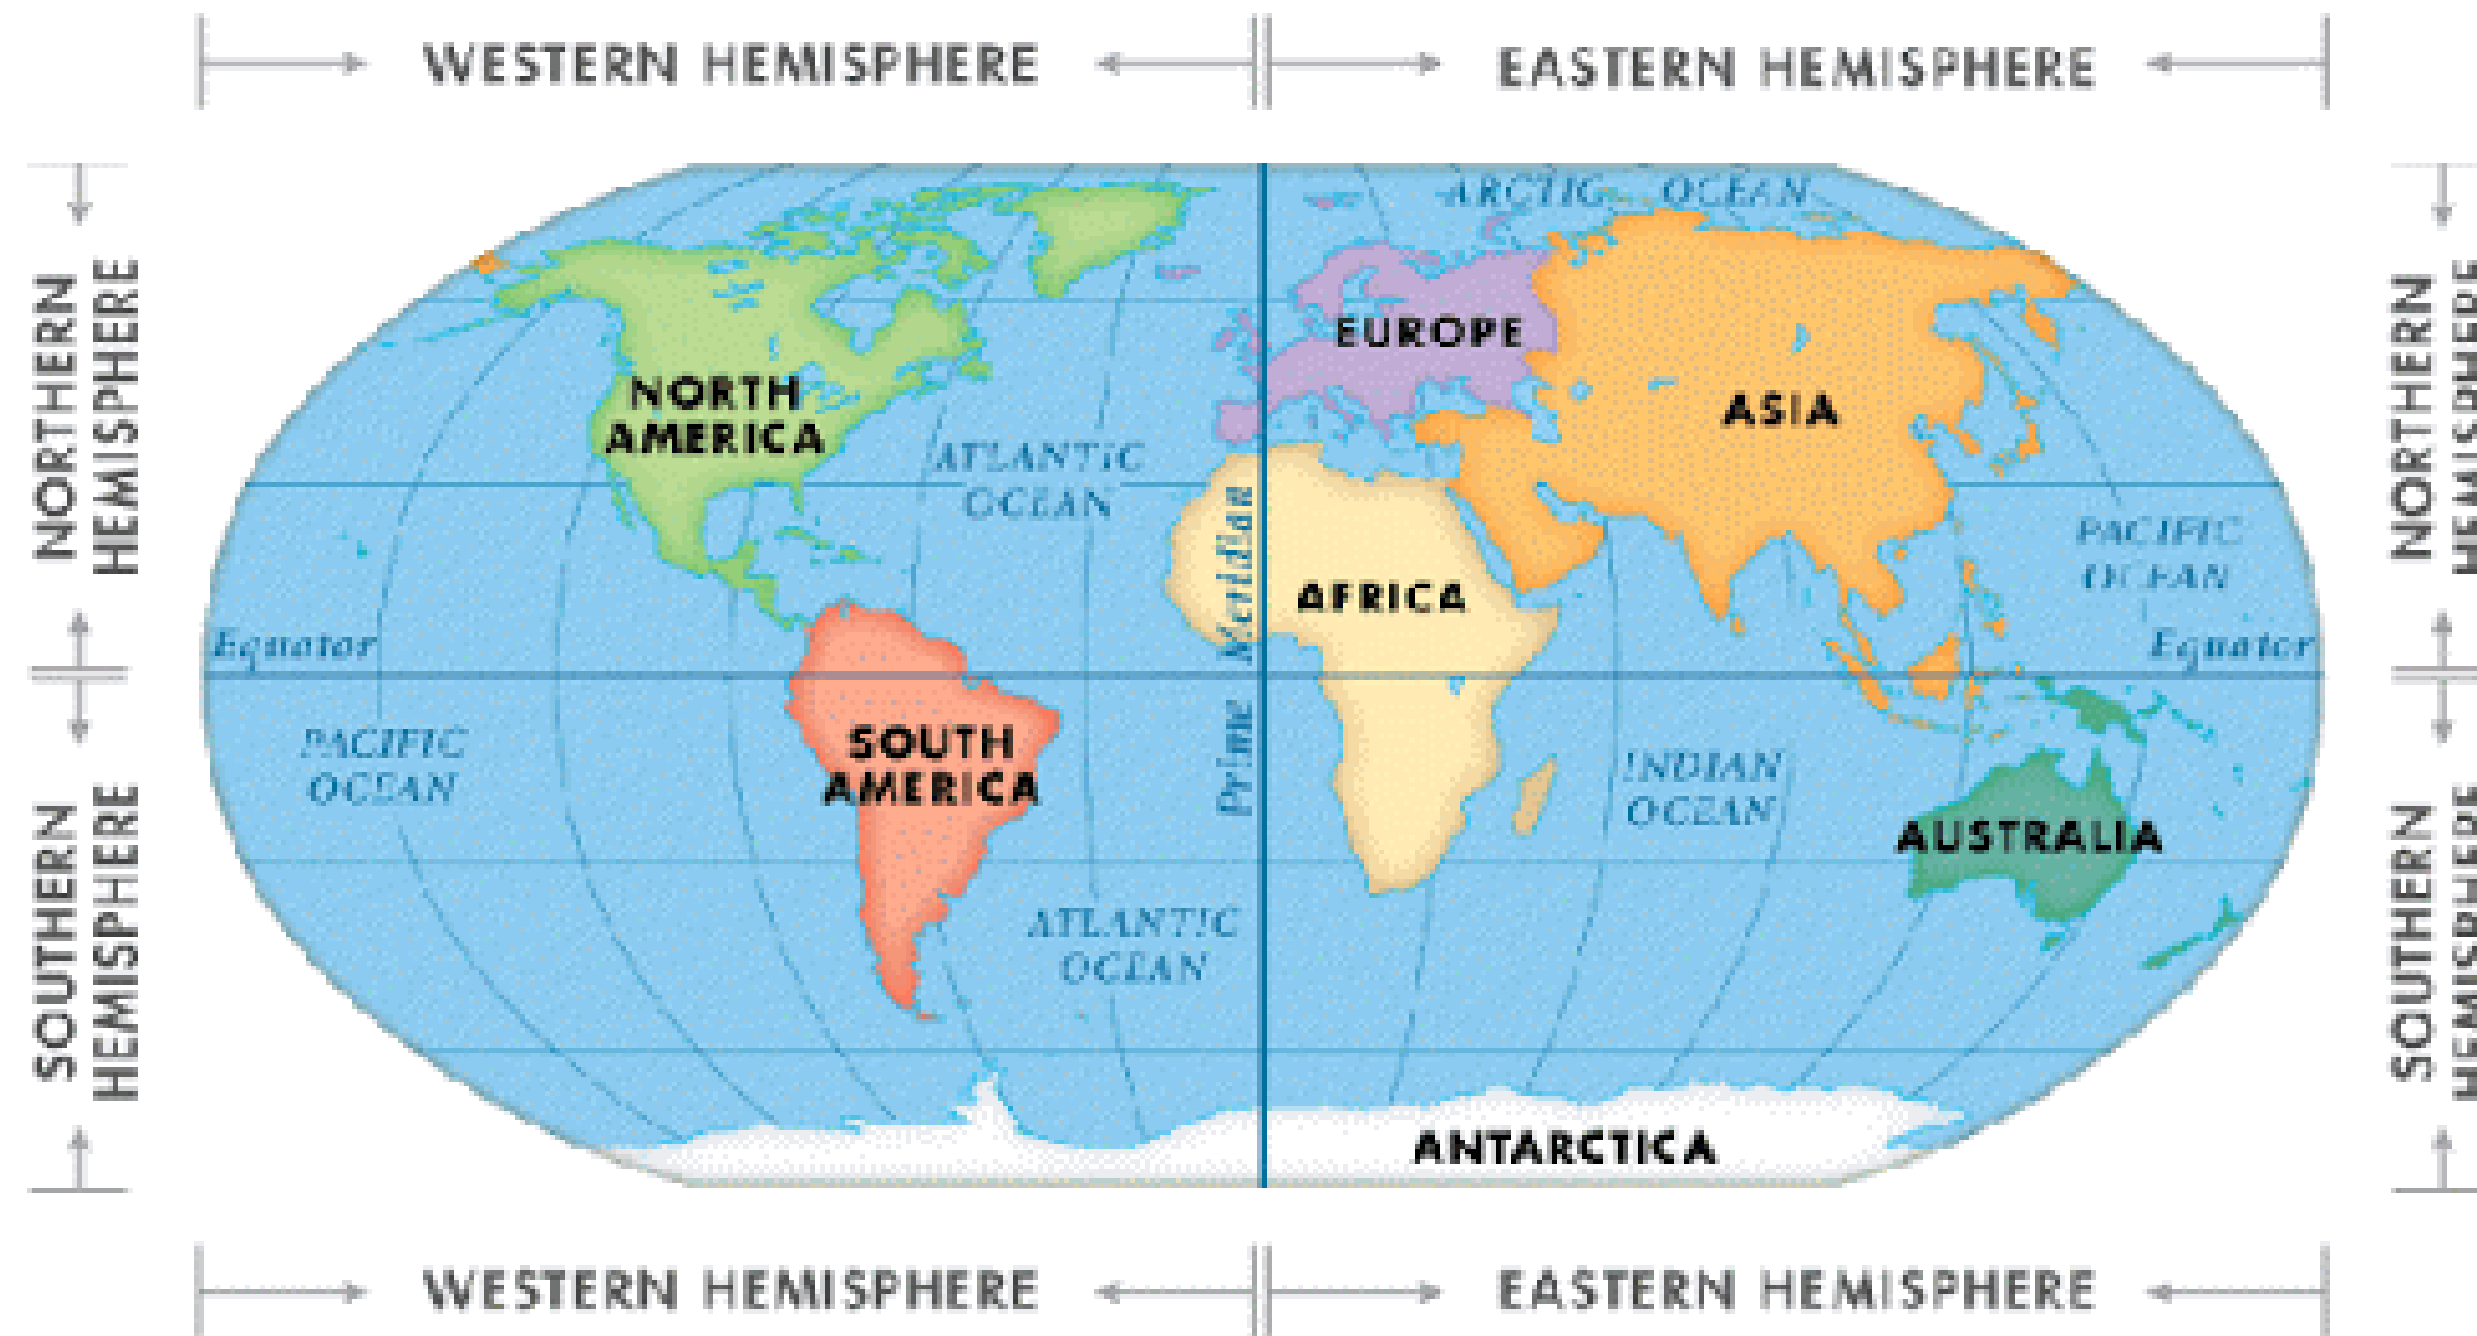 WESTERN HEMISPHERE
EASTERN HEMISPHERE
NORTHERN
HEMISPHERE
ARCTIC OCEAN
EUROPE
ASIA
NORTH
AMERICA
ATLANTIC
OCEAN
PACIFIC
OCEAN
AFRICA
Prime Meridian
Equator
Equator
NORTHERN
HEMISPHERE
SOUTHERN
HEMISPHERE
PACIFIC
OCEAN
SOUTH
AMERICA
INDIAN
OCEAN
AUSTRALIA
ATLANTIC
OCEAN
ANTARCTICA
SOUTHERN
HEMISPHERE
WESTERN HEMISPHERE
EASTERN HEMISPHERE